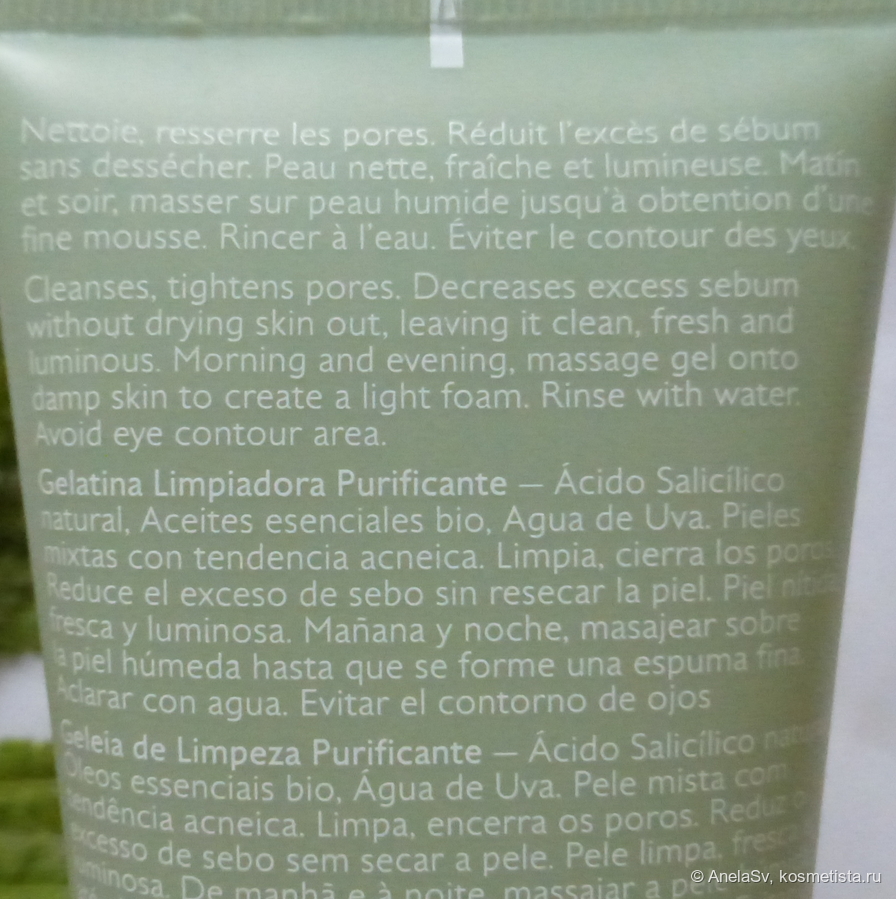 Nettoie, resserre les pores. Réduit l'excès de sébum
sans dessécher. Peau nette, fraîche et lumineuse. Matin
et soir, masser sur peau humide jusqu'à obtention d'une
fine mousse. Rincer à l'eau. Éviter le contour des yeux.
Cleanses, tightens pores. Decreases excess sebum
without drying skin out, leaving it clean, fresh and
luminous. Morning and evening, massage gel onto
damp skin to create a light foam. Rinse with water.
Avoid eye contour area.
Gelatina Limpiadora Purificante — Ácido Salicílico
natural, Aceites esenciales bio, Agua de Uva. Pieles
mixtas con tendencia acneica. Limpia, cierra los poros.
Reduce el exceso de sebo sin resecar la piel. Piel nítida,
fresca y luminosa. Mañana y noche, masajear sobre
la piel húmeda hasta que se forme una espuma fina.
Aclarar con agua. Evitar el contorno de ojos
Geleia de Limpeza Purificante — Ácido Salicílico
Óleos essenciais bio, Água de Uva. Pele mista com
tendência acneica. Limpa, encerra os poros. Reduz o
excesso de sebo sem secar a pele. Pele limpa, fresca
luminosa. De manhã e à noite, massajar a
© AnelaSv, kosmetista.ru